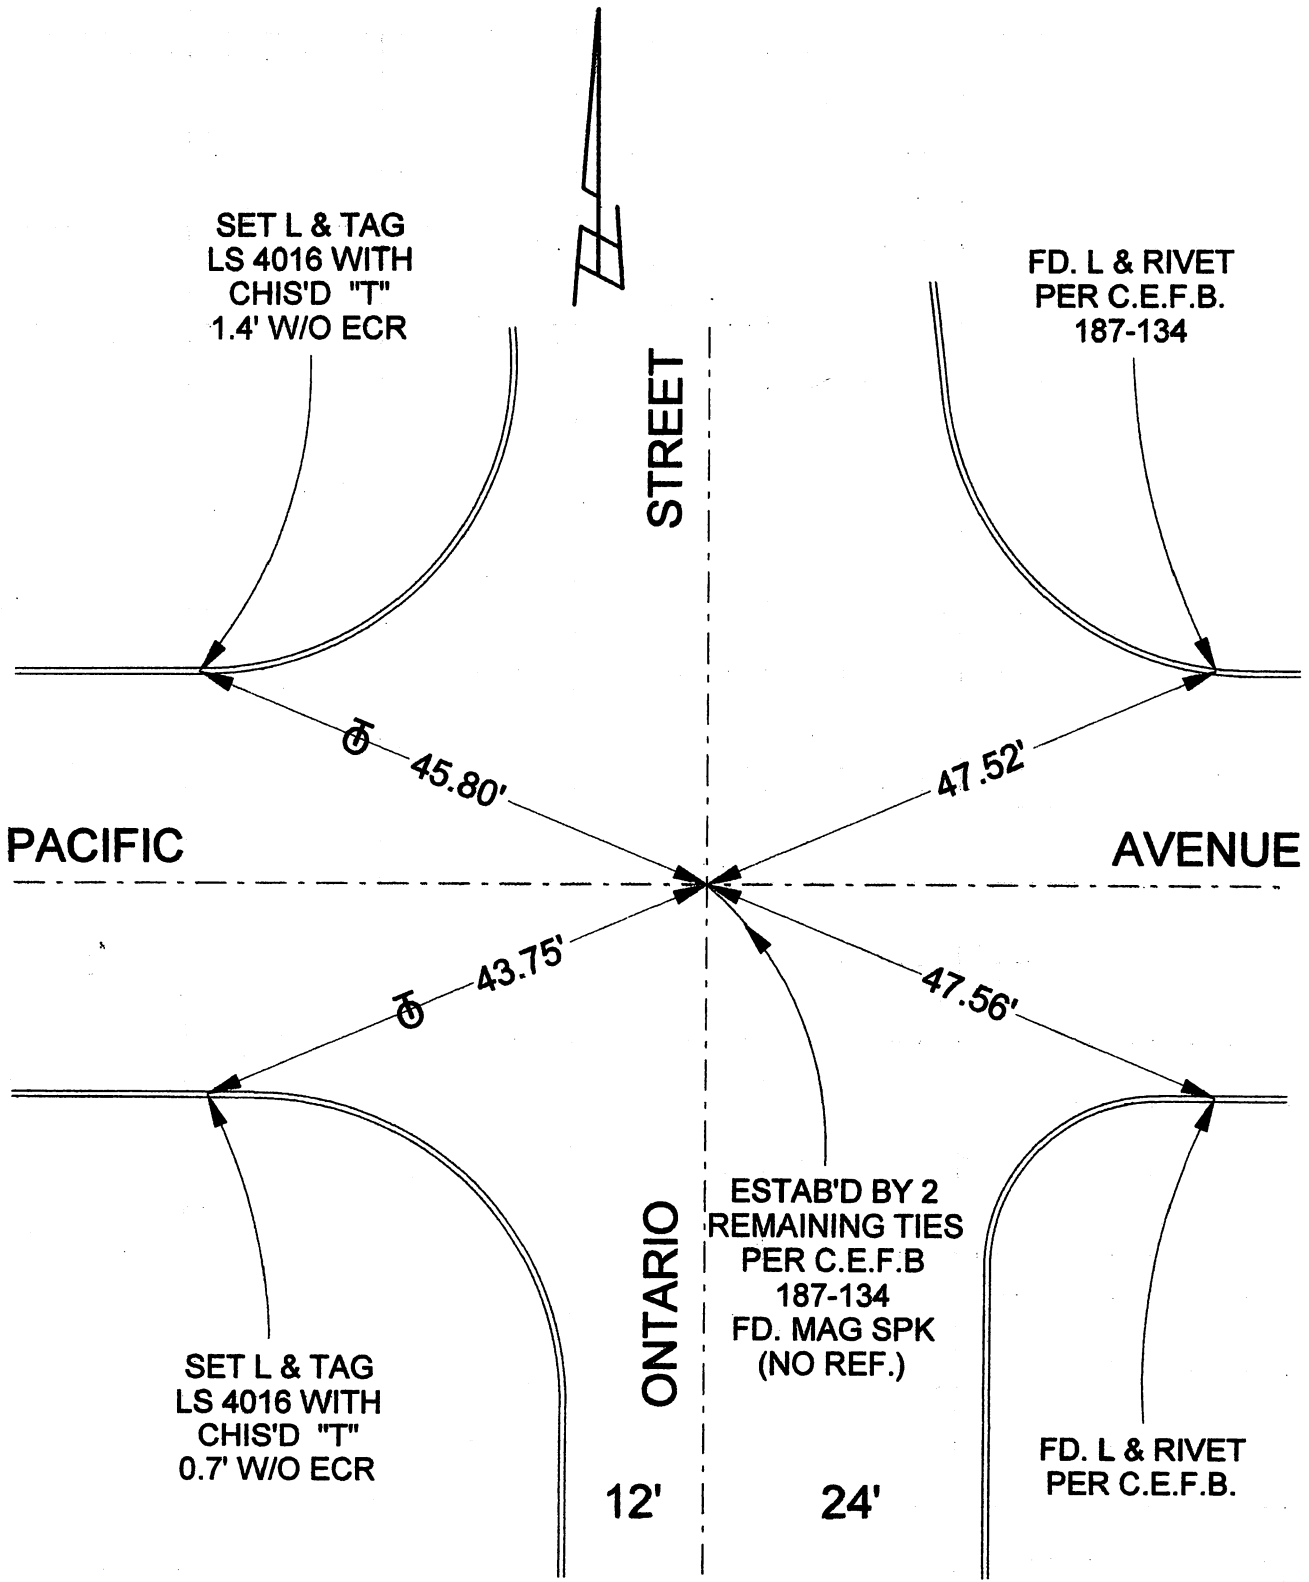 SET L & TAG
LS 4016 WITH
CHIS'D "T"
1.4' W/O ECR
FD. L & RIVET
PER C.E.F.B.
187-134
STREET
45.80'
47.52'
PACIFIC
AVENUE
43.75'
47.56'
ESTAB'D BY 2
REMAINING TIES
PER C.E.F.B
187-134
FD. MAG SPK
(NO REF.)
ONTARIO
SET L & TAG
LS 4016 WITH
CHIS'D "T"
0.7' W/O ECR
FD. L & RIVET
PER C.E.F.B.
12'
24'